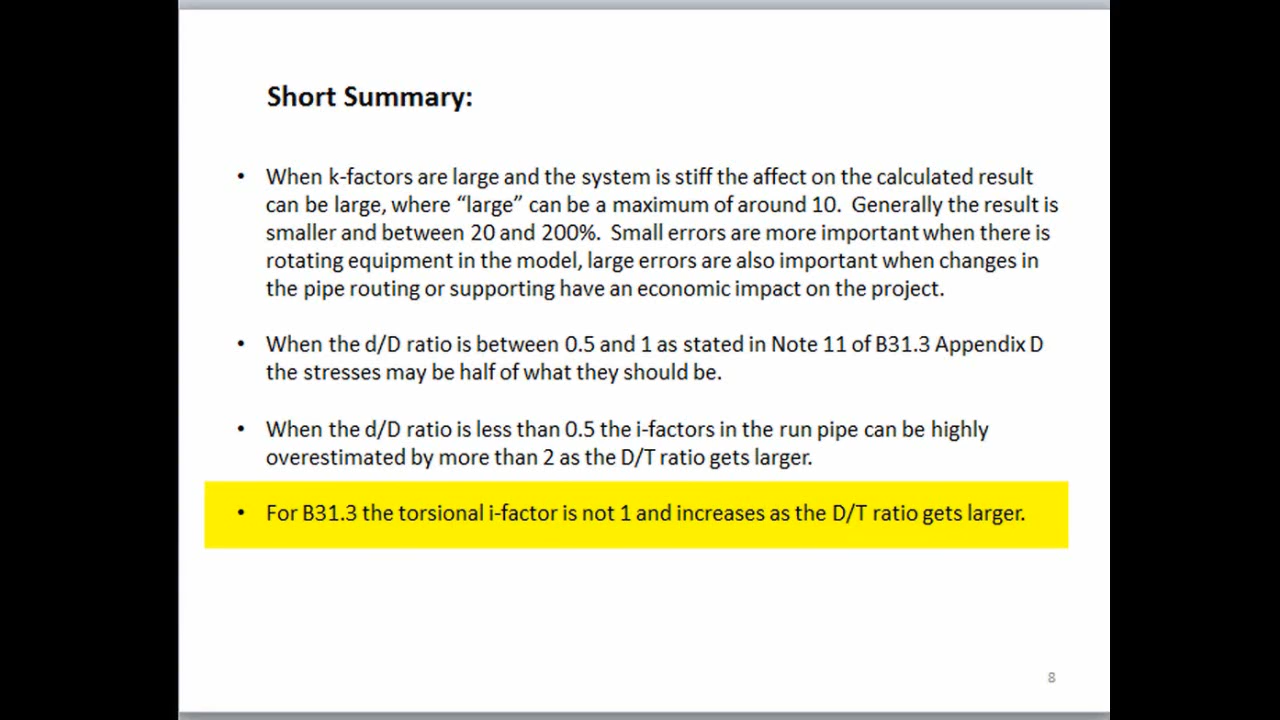 Short Summary:
• When k-factors are large and the system is stiff the affect on the calculated result
can be large, where “large” can be a maximum of around 10.  Generally the result is
smaller and between 20 and 200%.  Small errors are more important when there is
rotating equipment in the model, large errors are also important when changes in
the pipe routing or supporting have an economic impact on the project.
• When the d/D ratio is between 0.5 and 1 as stated in Note 11 of B31.3 Appendix D
the stresses may be half of what they should be.
• When the d/D ratio is less than 0.5 the i-factors in the run pipe can be highly
overestimated by more than 2 as the D/T ratio gets larger.
• For B31.3 the torsional i-factor is not 1 and increases as the D/T ratio gets larger.
8